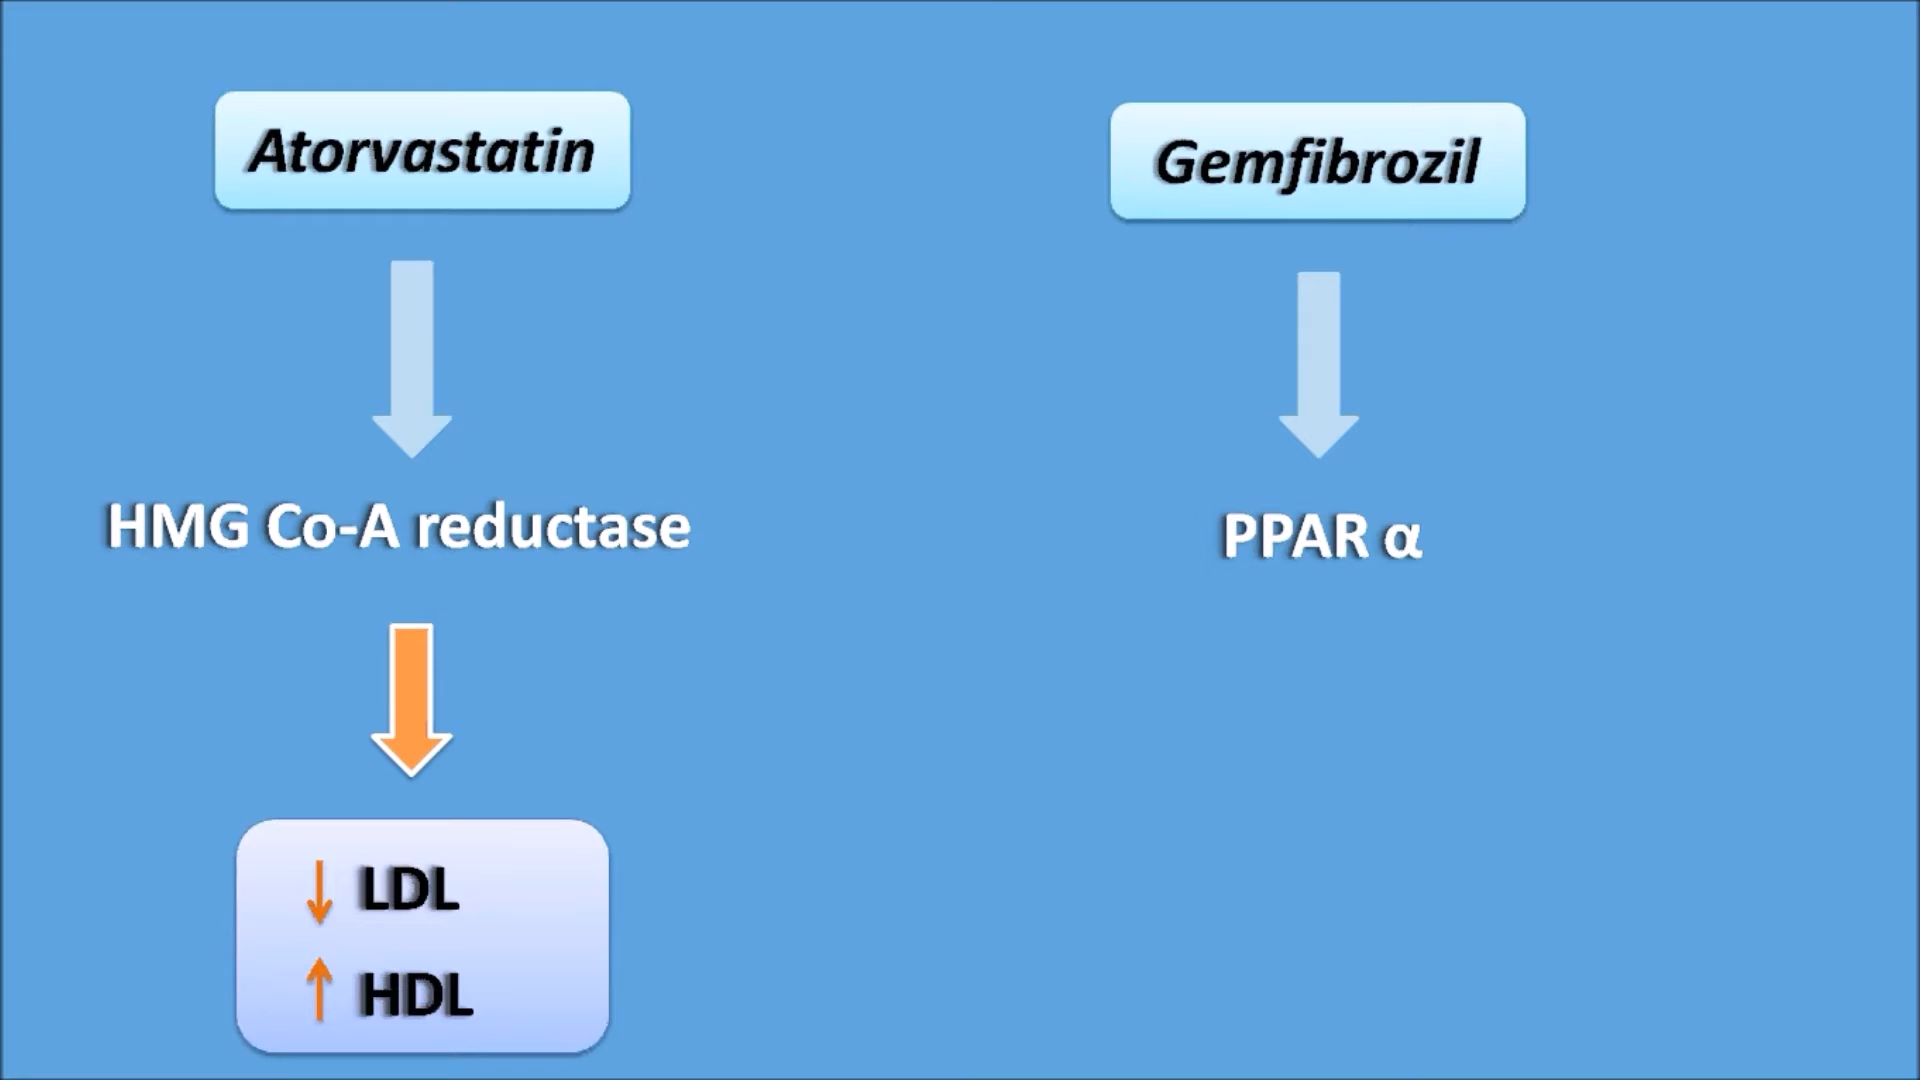 Atorvastatin
Gemfibrozil
HMG Co-A reductase
PPAR α
↓ LDL
↑ HDL